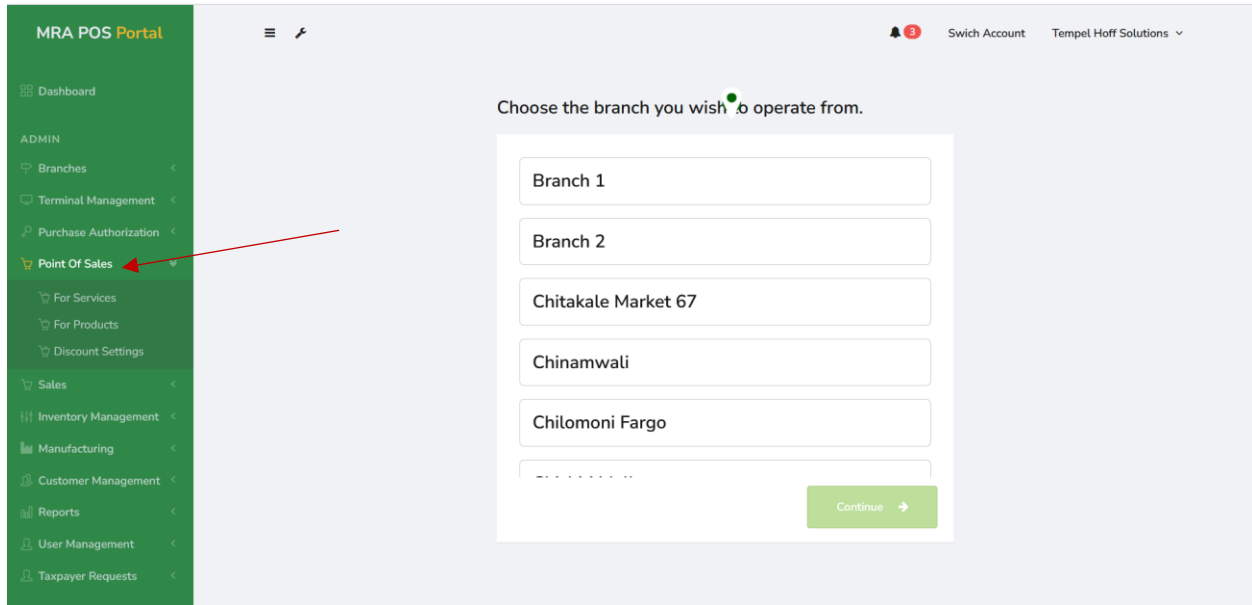 MRA POS Portal
3
Swich Account
Tempel Hoff Solutions
Dashboard
ADMIN
Branches
Terminal Management
Purchase Authorization
Point Of Sales
For Services
For Products
Discount Settings
Sales
Inventory Management
Manufacturing
Customer Management
Reports
User Management
Taxpayer Requests
Choose the branch you wish to operate from.
Branch 1
Branch 2
Chitakale Market 67
Chinamwali
Chilomoni Fargo
Continue